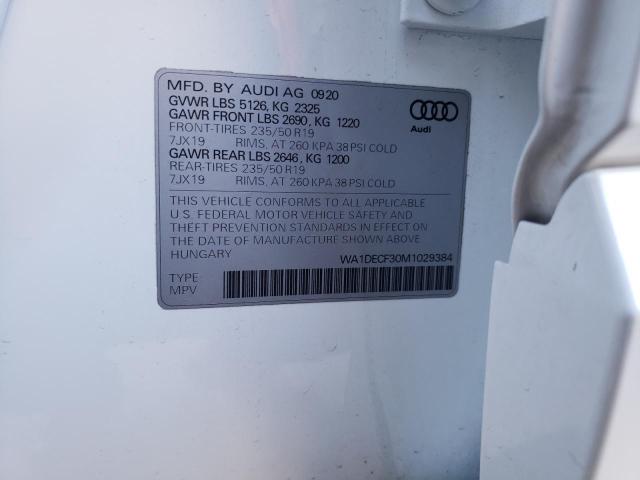 MFD. BY AUDI AG 09 20
GVWR LBS 5126, KG 2325
GAWR FRONT LBS 2690, KG 1220
FRONT-TIRES 235/50 R19
7JX19 RIMS, AT 260 KPA 38 PSI COLD
GAWR REAR LBS 2646, KG 1200
REAR-TIRES 235/50 R19
7JX19 RIMS, AT 260 KPA 38 PSI COLD
Audi
THIS VEHICLE CONFORMS TO ALL APPLICABLE
U.S. FEDERAL MOTOR VEHICLE SAFETY AND
THEFT PREVENTION STANDARDS IN EFFECT ON
THE DATE OF MANUFACTURE SHOWN ABOVE.
HUNGARY WA1DECF30M1029384
TYPE
MPV